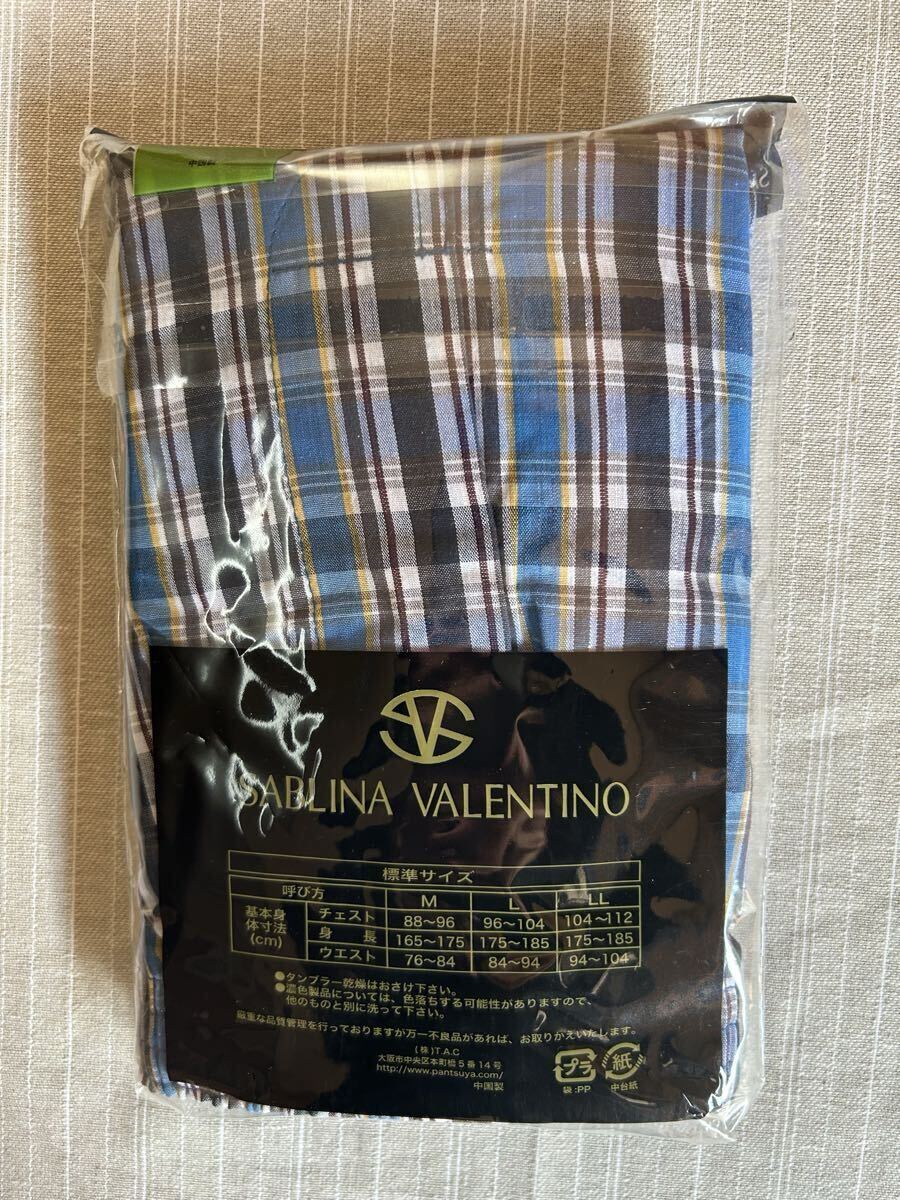 中国製
SABLINA VALENTINO
標準サイズ
呼び方 M L LL
基本身体寸法(cm)
チェスト 88〜96 96〜104 104〜112
身長 165〜175 175〜185 175〜185
ウエスト 76〜84 84〜94 94〜104
●タンブラー乾燥はおさけ下さい。
●濃色製品については、色落ちする可能性がありますので、
他のものと別に洗って下さい。
厳重な品質管理を行っておりますが万一不良品があれば、お取りかえいたします。
(株)T.A.C
大阪市中央区本町橋5番14号
http://www.pantsuya.com/
中国製
プラ
袋:PP
紙
中台紙